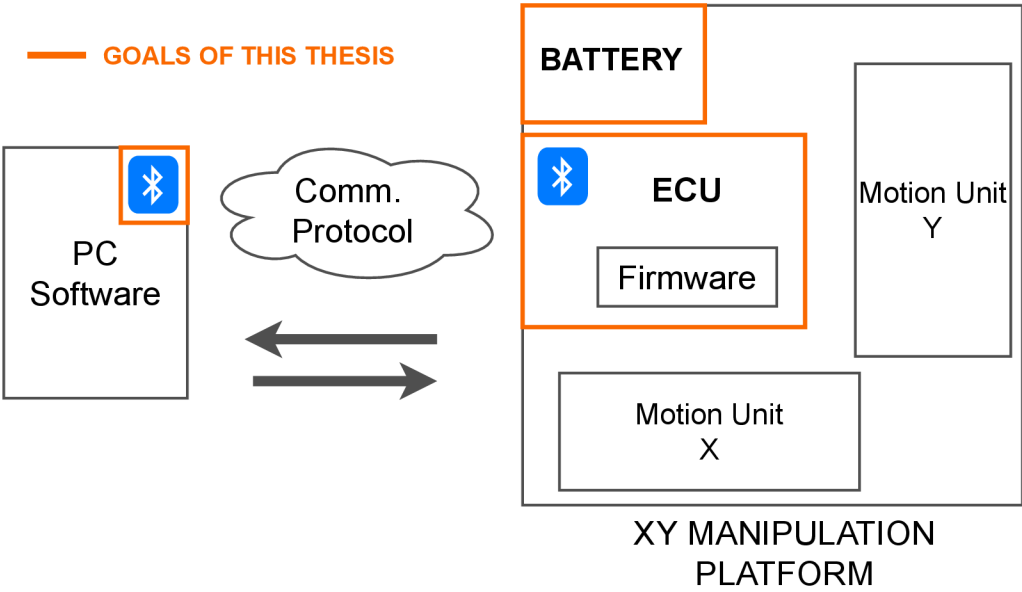 GOALS OF THIS THESIS
BATTERY
PC
Software
Comm.
Protocol
ECU
Firmware
Motion Unit
Y
Motion Unit
X
XY MANIPULATION
PLATFORM